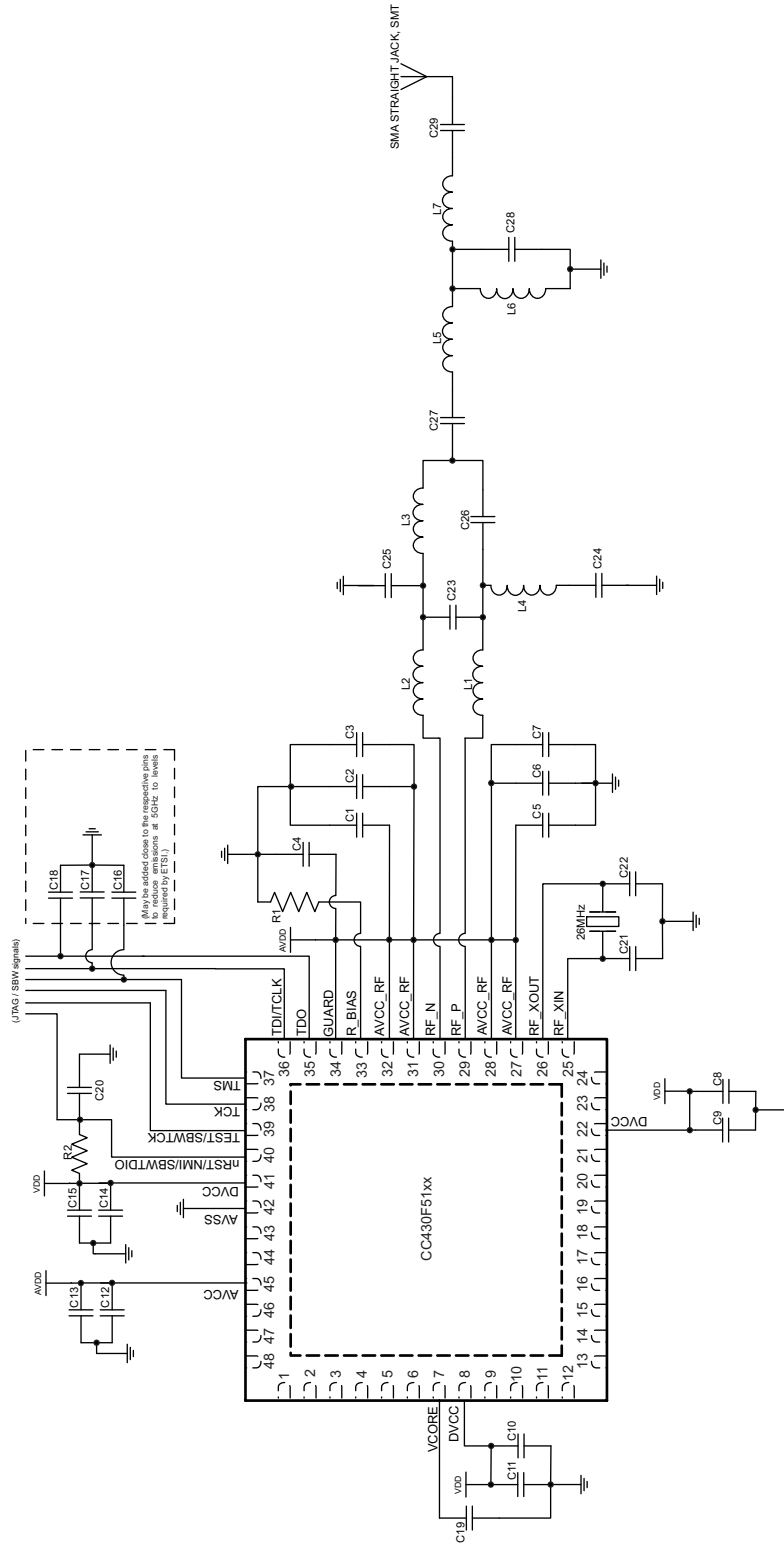 SMA STRAIGHT JACK, SMT
C29
L7
C28
L6
L5
C27
L3
C26
C25
C23
L4
C24
L2
L1
C3
C2
C1
C4
R1
AVDD
C7
C6
C5
C22
C21
26MHz
C18
C17
C16
(May be added close to the respective pins
to reduce emissions at 5GHz to levels
required by ETSI.)
(JTAG / SBW signals)
TDI/TCLK
TDO
GUARD
R_BIAS
AVCC_RF
AVCC_RF
RF_N
RF_P
AVCC_RF
AVCC_RF
RF_XOUT
RF_XIN
36
35
34
33
32
31
30
29
28
27
26
25
C20
R2
VDD
C15
C14
AVDD
C13
C12
TMS
TCK
TEST/SBWTCK
nRST/NMI/SBWTDIO
DVCC
AVSS
AVCC
37
38
39
40
41
42
43
44
45
46
47
48
CC430F51xx
24
23
22
21
20
19
18
17
16
15
14
13
DVCC
VDD
C9
C8
1
2
3
4
5
6
7
8
9
10
11
12
VCORE
DVCC
VDD
C19
C11
C10